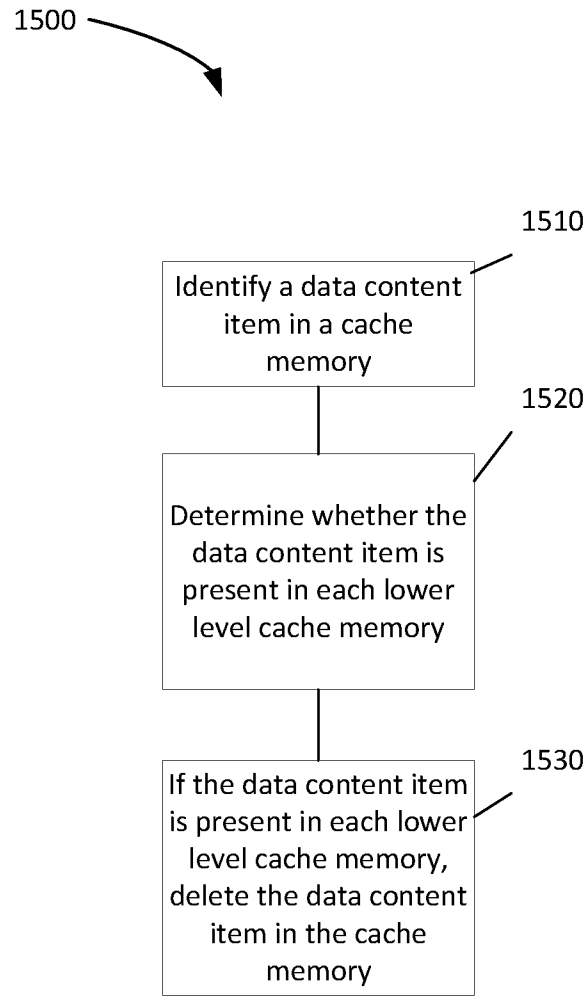 1500
1510
Identify a data content
item in a cache
memory
1520
Determine whether the
data content item is
present in each lower
level cache memory
1530
If the data content item
is present in each lower
level cache memory,
delete the data content
item in the cache
memory